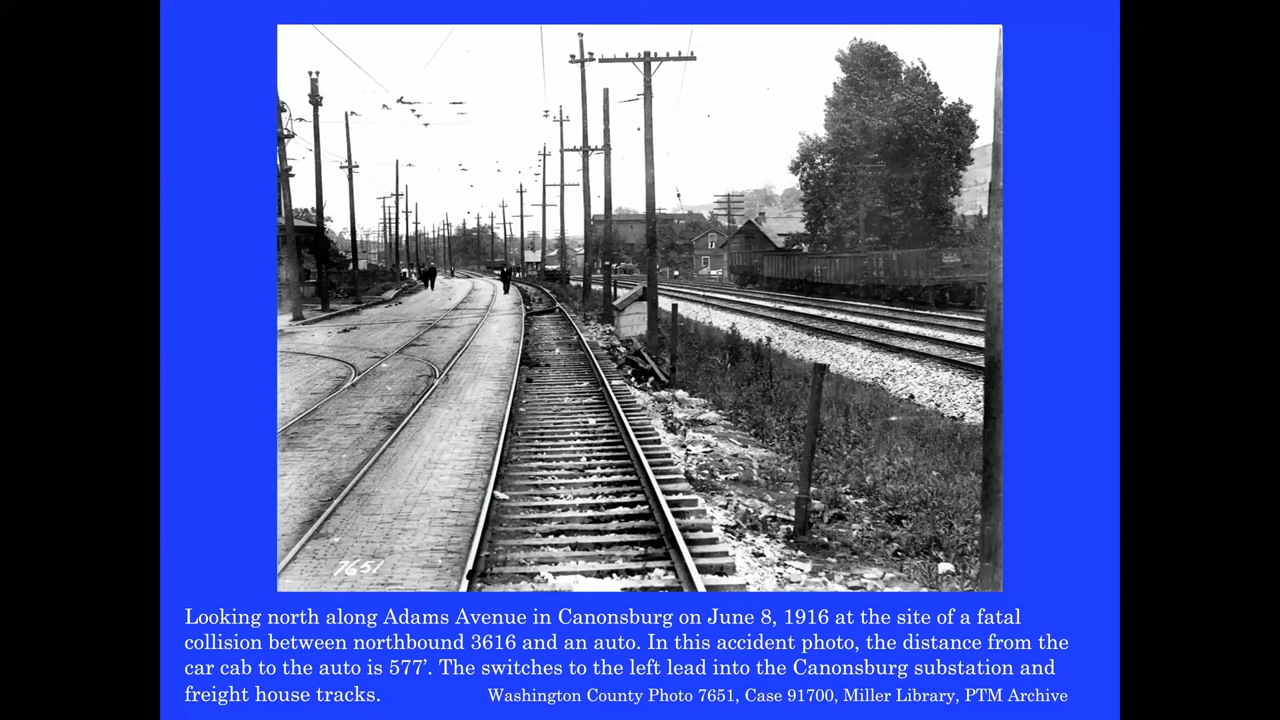 7651
Looking north along Adams Avenue in Canonsburg on June 8, 1916 at the site of a fatal
collision between northbound 3616 and an auto. In this accident photo, the distance from the
car cab to the auto is 577'. The switches to the left lead into the Canonsburg substation and
freight house tracks.
Washington County Photo 7651, Case 91700, Miller Library, PTM Archive